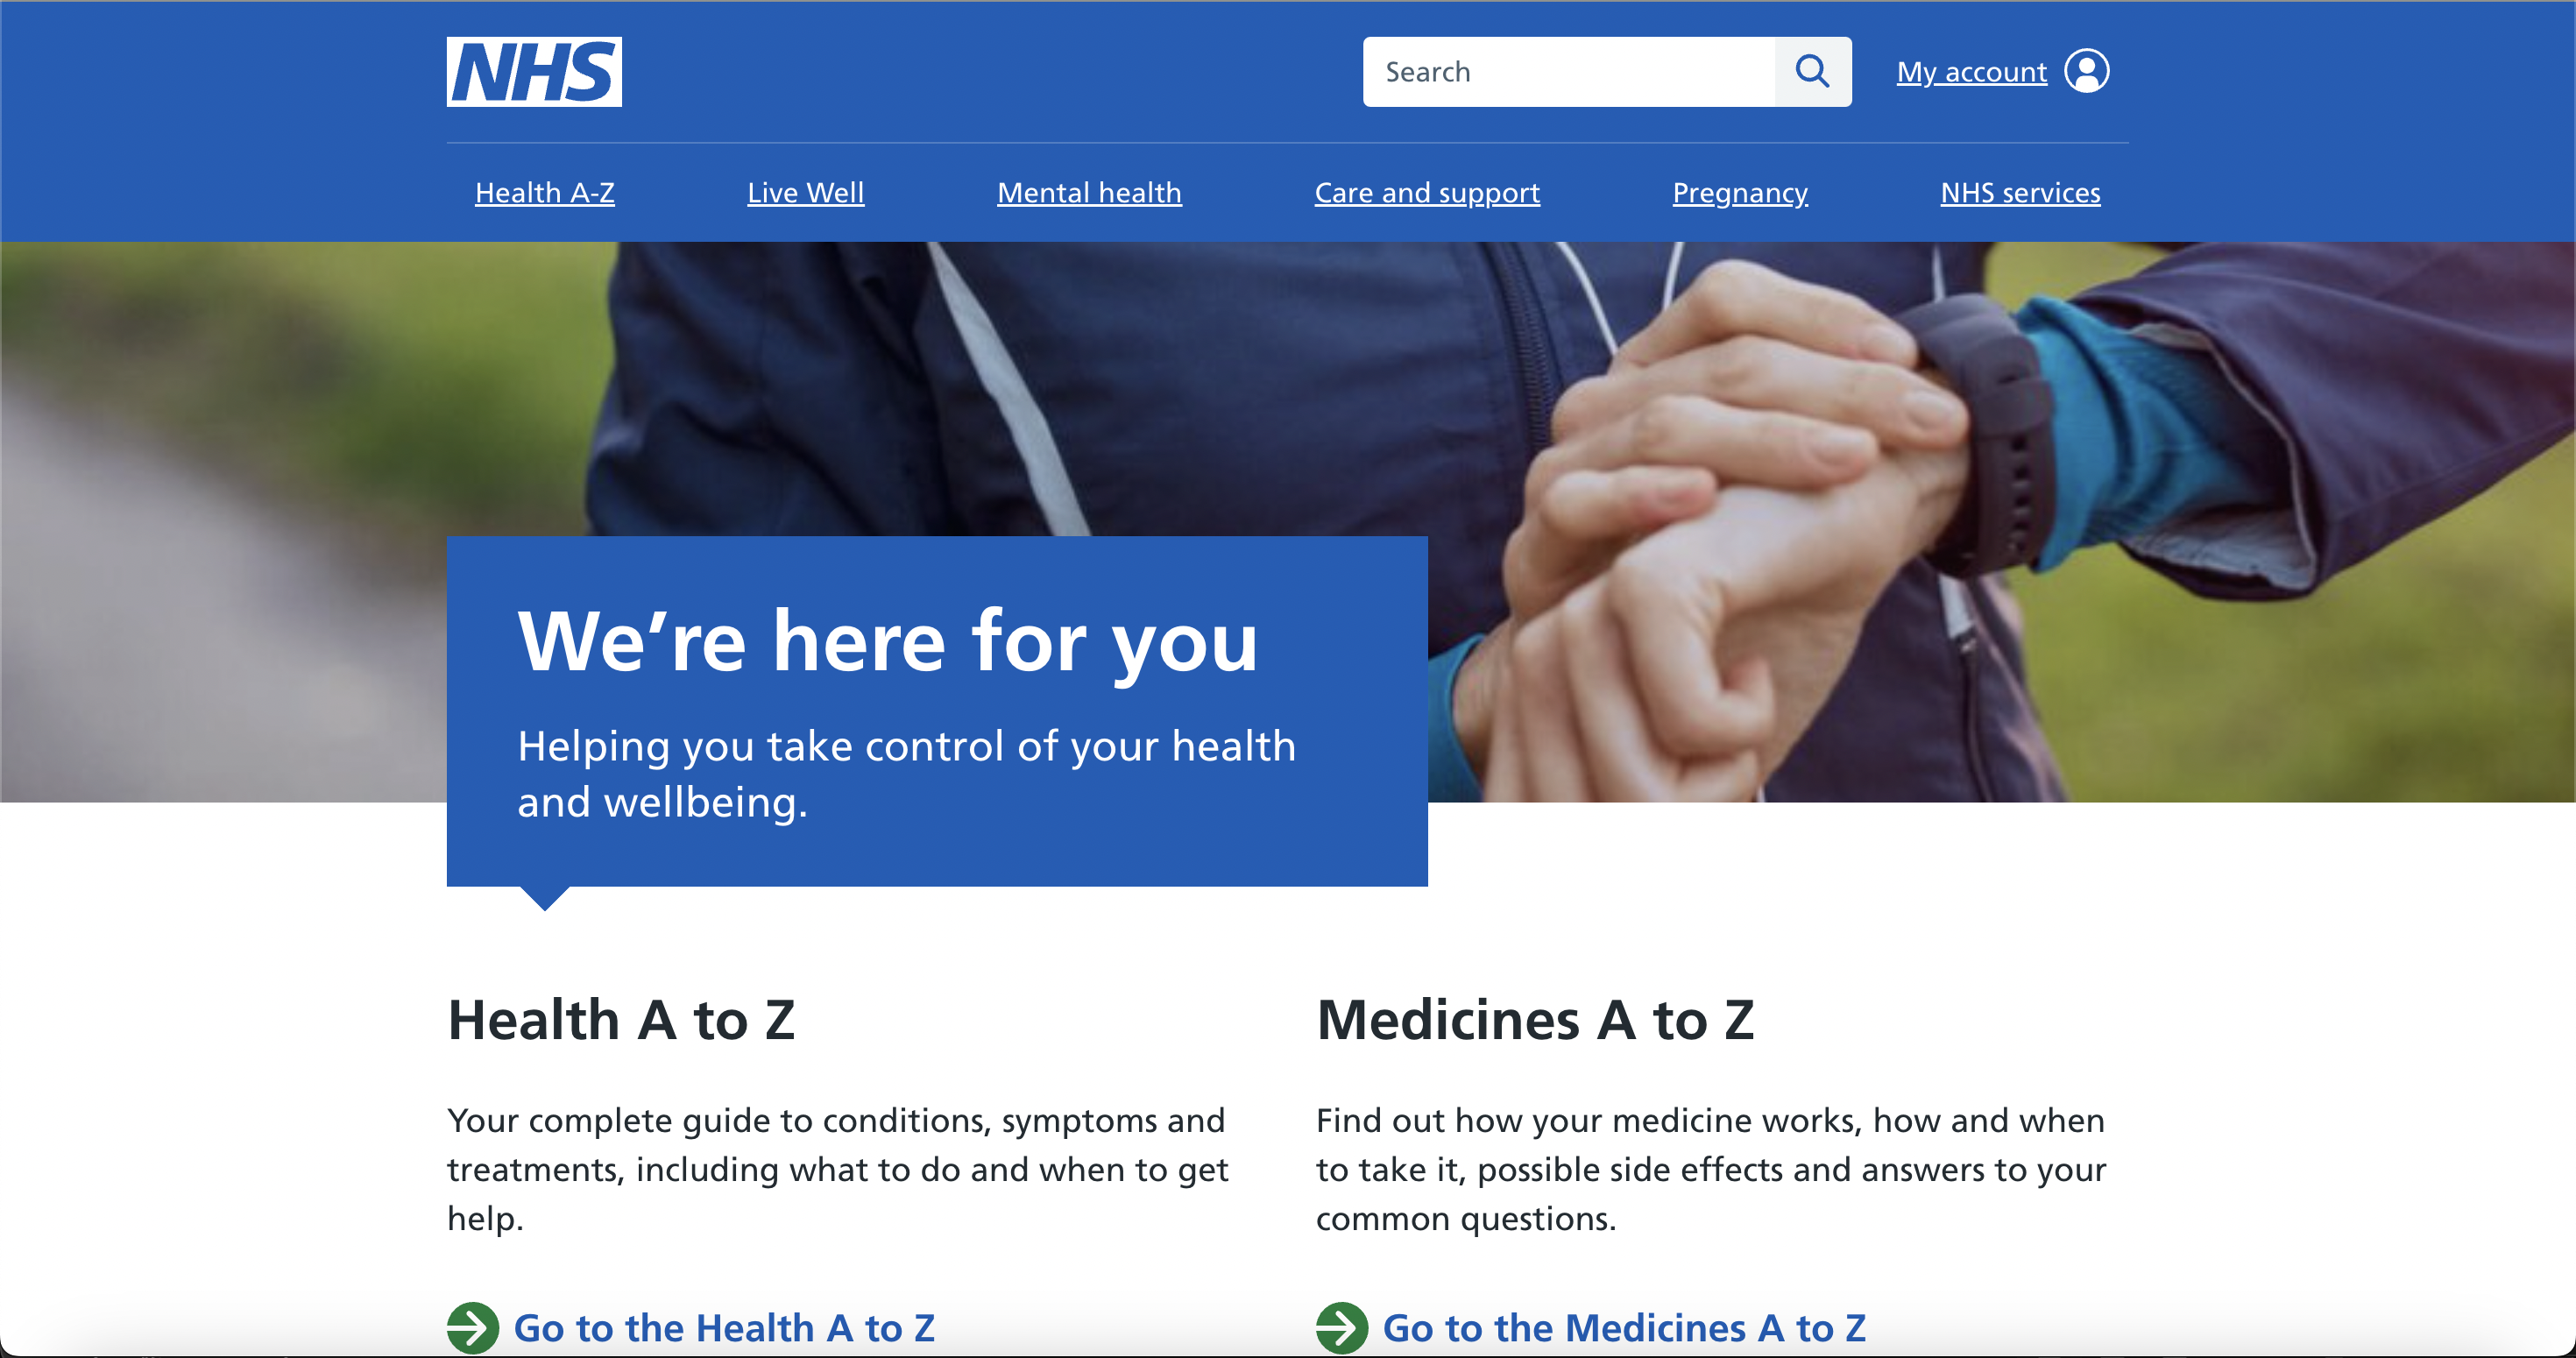 NHS
Search
My account
Health A-Z
Live Well
Mental health
Care and support
Pregnancy
NHS services
We’re here for you
Helping you take control of your health
and wellbeing.
Health A to Z
Your complete guide to conditions, symptoms and
treatments, including what to do and when to get
help.
Go to the Health A to Z
Medicines A to Z
Find out how your medicine works, how and when
to take it, possible side effects and answers to your
common questions.
Go to the Medicines A to Z